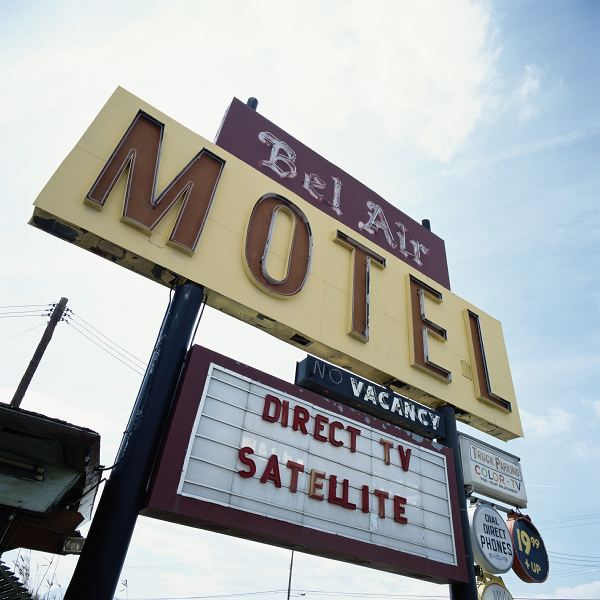 Bel Air
MOTEL
NO VACANCY
DIRECT TV
SATELLITE
TRUCK PARKING
COLOR-TV
DIAL
DIRECT
PHONES
19.99
+ UP